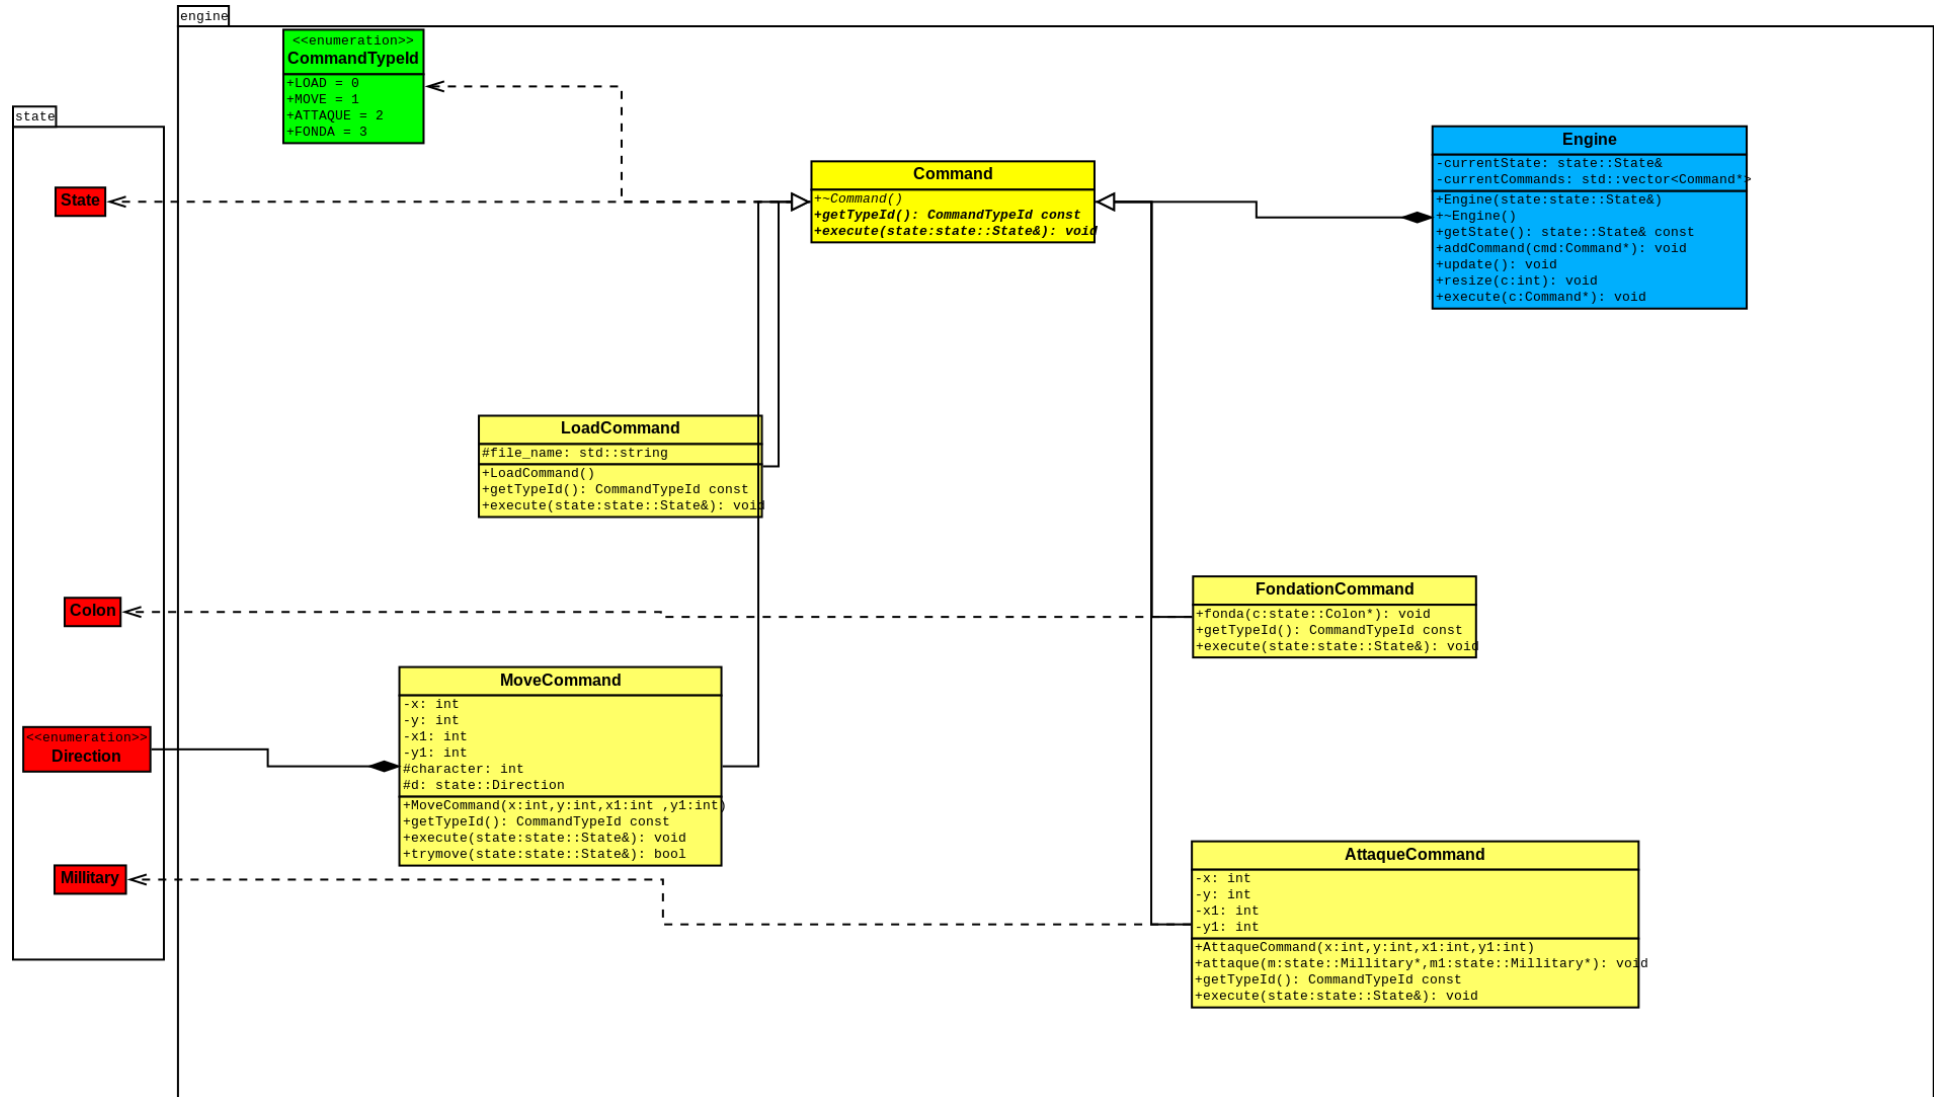 engine
<<enumeration>>
CommandTypeId
+LOAD = 0
+MOVE = 1
+ATTAQUE = 2
+FONDA = 3
state
State
Command
+~Command()
+getTypeId(): CommandTypeId const
+execute(state:state::State&): void
Engine
-currentState: state::State&
-currentCommands: std::vector<Command*>
+Engine(state:state::State&)
+~Engine()
+getState(): state::State& const
+addCommand(cmd:Command*): void
+update(): void
+resize(c:int): void
+execute(c:Command*): void
LoadCommand
#file_name: std::string
+LoadCommand()
+getTypeId(): CommandTypeId const
+execute(state:state::State&): void
Colon
FondationCommand
+fonda(c:state::Colon*): void
+getTypeId(): CommandTypeId const
+execute(state:state::State&): void
<<enumeration>>
Direction
MoveCommand
-x: int
-y: int
-x1: int
-y1: int
#character: int
#d: state::Direction
+MoveCommand(x:int,y:int,x1:int ,y1:int)
+getTypeId(): CommandTypeId const
+execute(state:state::State&): void
+trymove(state:state::State&): bool
Millitary
AttaqueCommand
-x: int
-y: int
-x1: int
-y1: int
+AttaqueCommand(x:int,y:int,x1:int,y1:int)
+attaque(m:state::Millitary*,m1:state::Millitary*): void
+getTypeId(): CommandTypeId const
+execute(state:state::State&): void